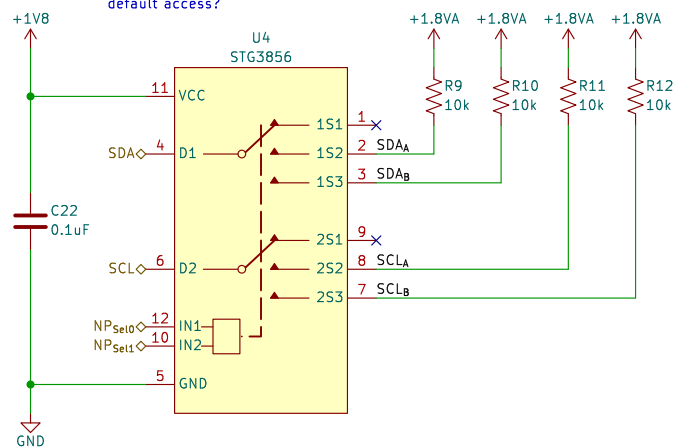 default access?
+1V8
U4
STG3856
+1.8VA
+1.8VA
+1.8VA
+1.8VA
R9
10k
R10
10k
R11
10k
R12
10k
11
VCC
1S1
1
SDA
4
D1
1S2
2
SDAA
1S3
3
SDAB
C22
0.1uF
2S1
9
SCL
6
D2
2S2
8
SCLA
2S3
7
SCLB
NPSel0
12
IN1
NPSel1
10
IN2
5
GND
GND